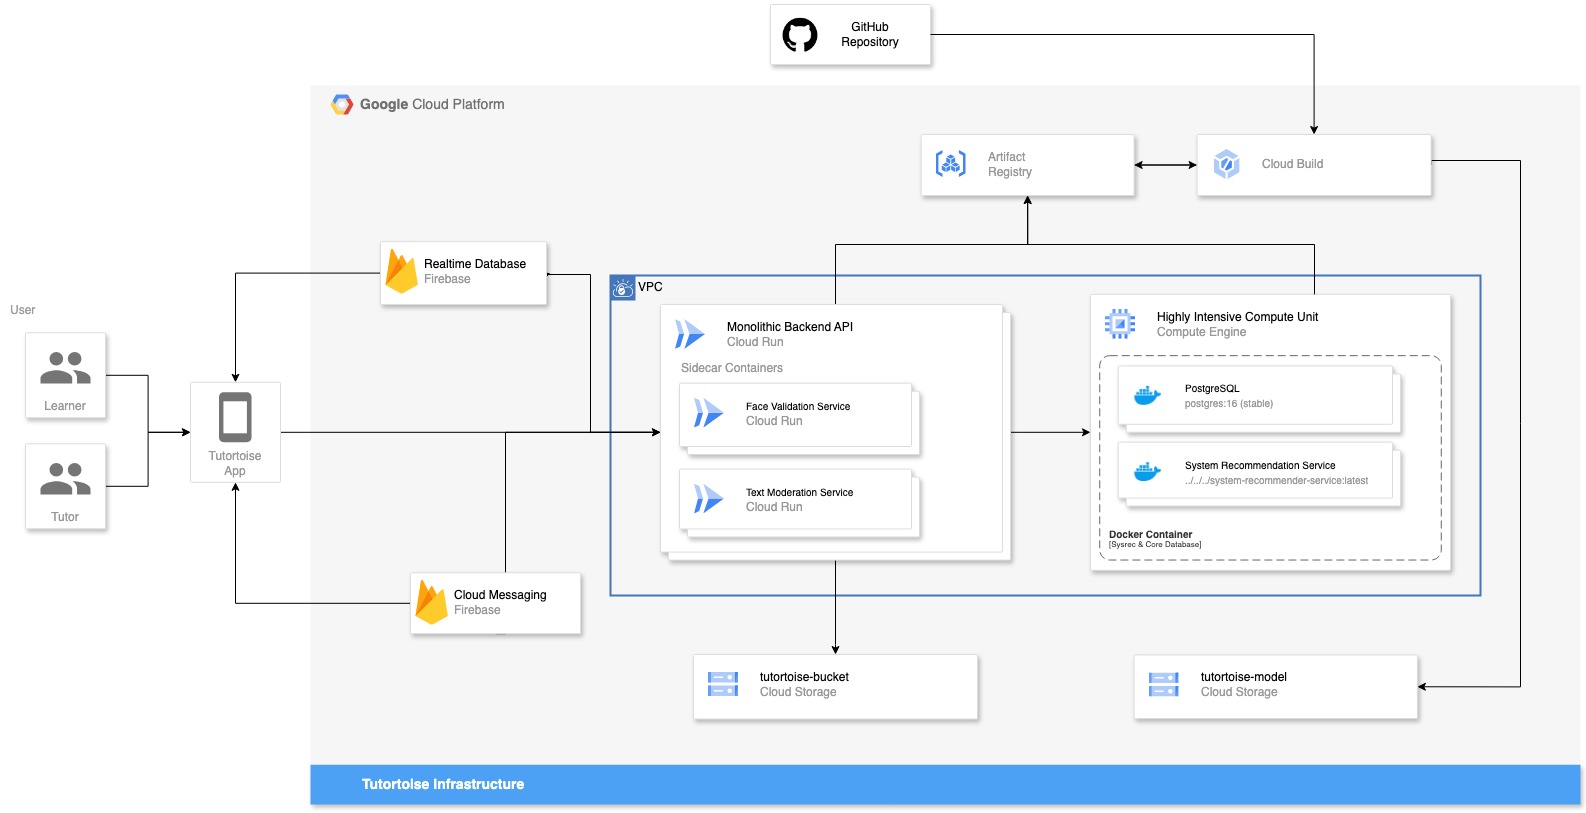 GitHub
Repository
Google Cloud Platform
Artifact
Registry
Cloud Build
Realtime Database
Firebase
User
Learner
Tutor
Tutortoise
App
VPC
Monolithic Backend API
Cloud Run
Sidecar Containers
Face Validation Service
Cloud Run
Text Moderation Service
Cloud Run
Highly Intensive Compute Unit
Compute Engine
PostgreSQL
postgres:16 (stable)
System Recommendation Service
../../../system-recommender-service:latest
Docker Container
[Sysrec & Core Database]
Cloud Messaging
Firebase
tutortoise-bucket
Cloud Storage
tutortoise-model
Cloud Storage
Tutortoise Infrastructure